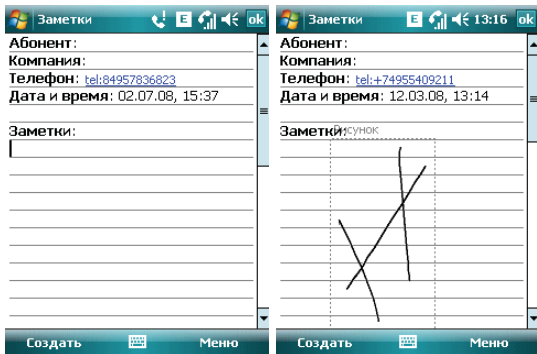 Заметки E ok
Абонент:
Компания:
Телефон: tel:84957836823
Дата и время: 02.07.08, 15:37
Заметки:
Создать Меню
Заметки E 13:16 ok
Абонент:
Компания:
Телефон: tel:+74955409211
Дата и время: 12.03.08, 13:14
Заметки:
Рисунок
Создать Меню